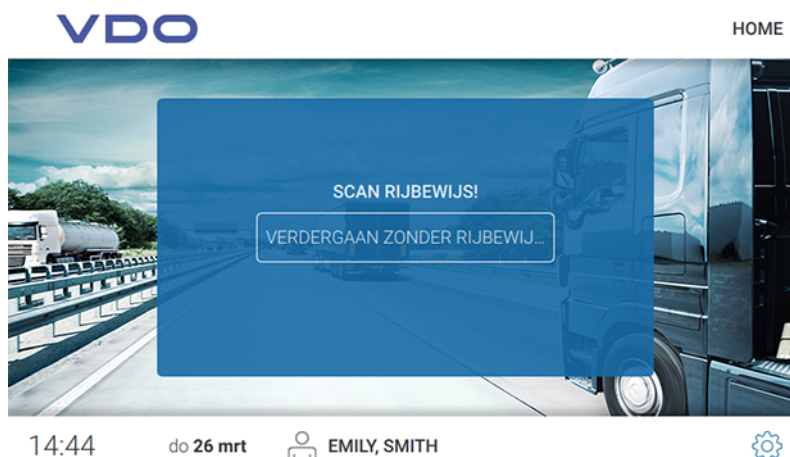 VDO
HOME
SCAN RIJBEWIJS!
VERDERGAAN ZONDER RIJBEWIJ...
14:44 do 26 mrt EMILY, SMITH